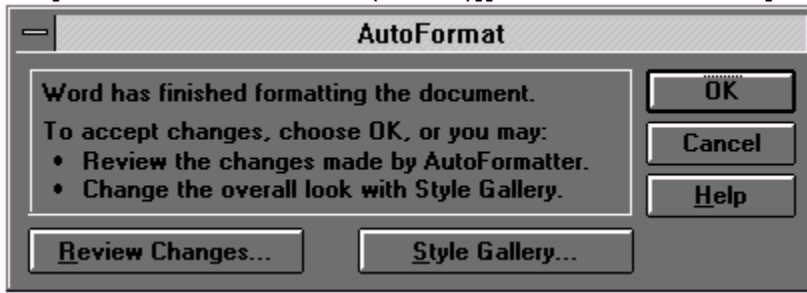 AutoFormat
Word has finished formatting the document.
To accept changes, choose OK, or you may:
• Review the changes made by AutoFormatter.
• Change the overall look with Style Gallery.
OK
Cancel
Help
Review Changes...
Style Gallery...